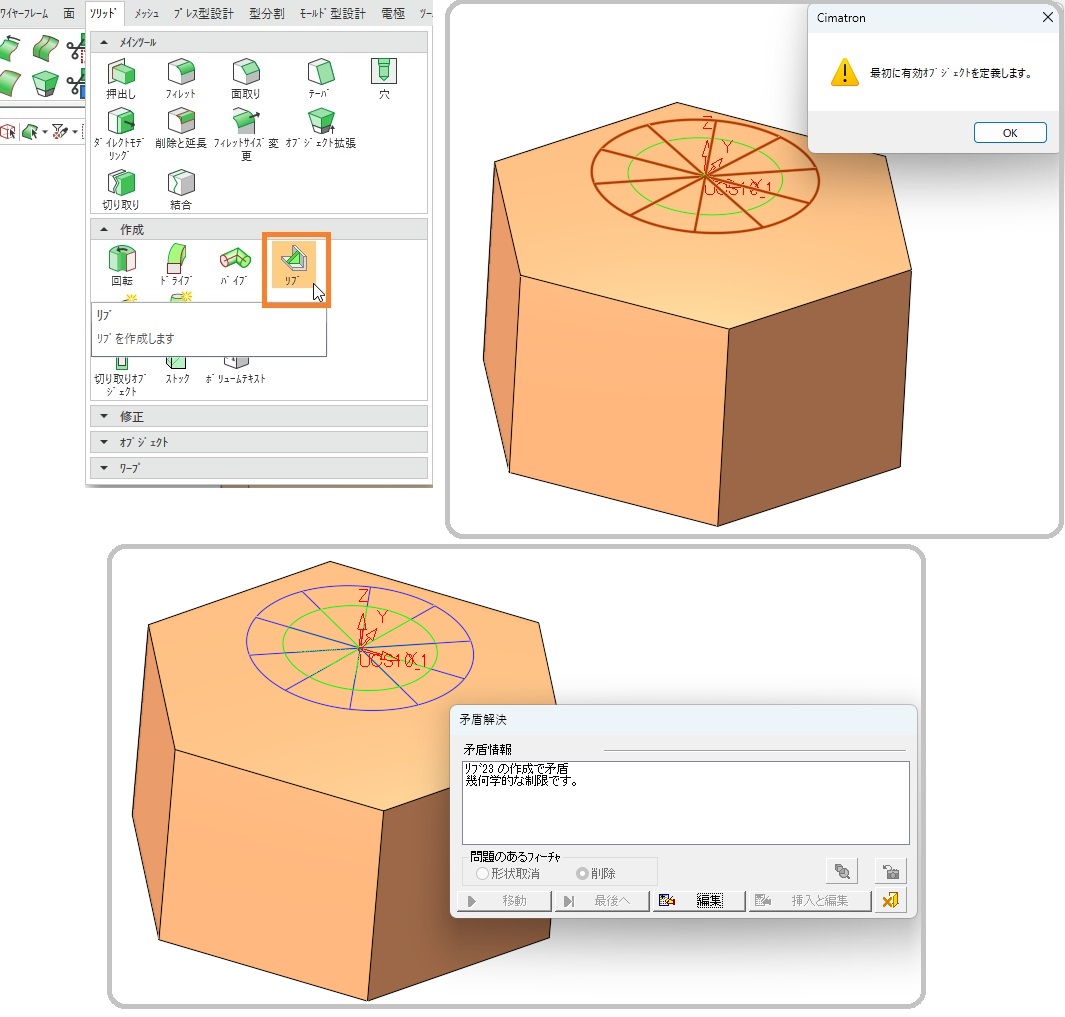 ワイヤーフレーム 面 ｿﾘｯﾄﾞ ﾒｯｼｭ ﾌﾟﾚｽ型設計 型分割 ﾓｰﾙﾄﾞ型設計 電極 ﾂｰ
ﾒｲﾝﾂｰﾙ
押出し ﾌｨﾚｯﾄ 面取り ﾃｰﾊﾟ 穴
ﾀﾞｲﾚｸﾄﾓﾃﾞ 削除と延長 ﾌｨﾚｯﾄｻｲｽﾞ変 ｵﾌﾞｼﾞｪｸﾄ拡張
ﾘﾝｸﾞ 更
切り取り 結合
作成
回転 ﾄﾞﾗｲﾌﾞ ﾊﾟｲﾌﾟ ﾘﾌﾞ
ﾘﾌﾞ
ﾘﾌﾞを作成します
切り取りｵﾌﾞ ｽﾄｯｸ ﾎﾞﾘｭｰﾑﾃｷｽﾄ
ｼﾞｪｸﾄ
修正
ｵﾌﾞｼﾞｪｸﾄ
ﾜｰﾌﾟ
Cimatron
最初に有効ｵﾌﾞｼﾞｪｸﾄを定義します。
OK
Z
Y
X
UCS10_1
Z
Y
X
UCS10_1
矛盾解決
矛盾情報
ﾘﾌﾞ23 の作成で矛盾
幾何学的な制限です。
問題のあるﾌｨｰﾁｬ
形状取消 削除
移動 最後へ 編集 挿入と編集